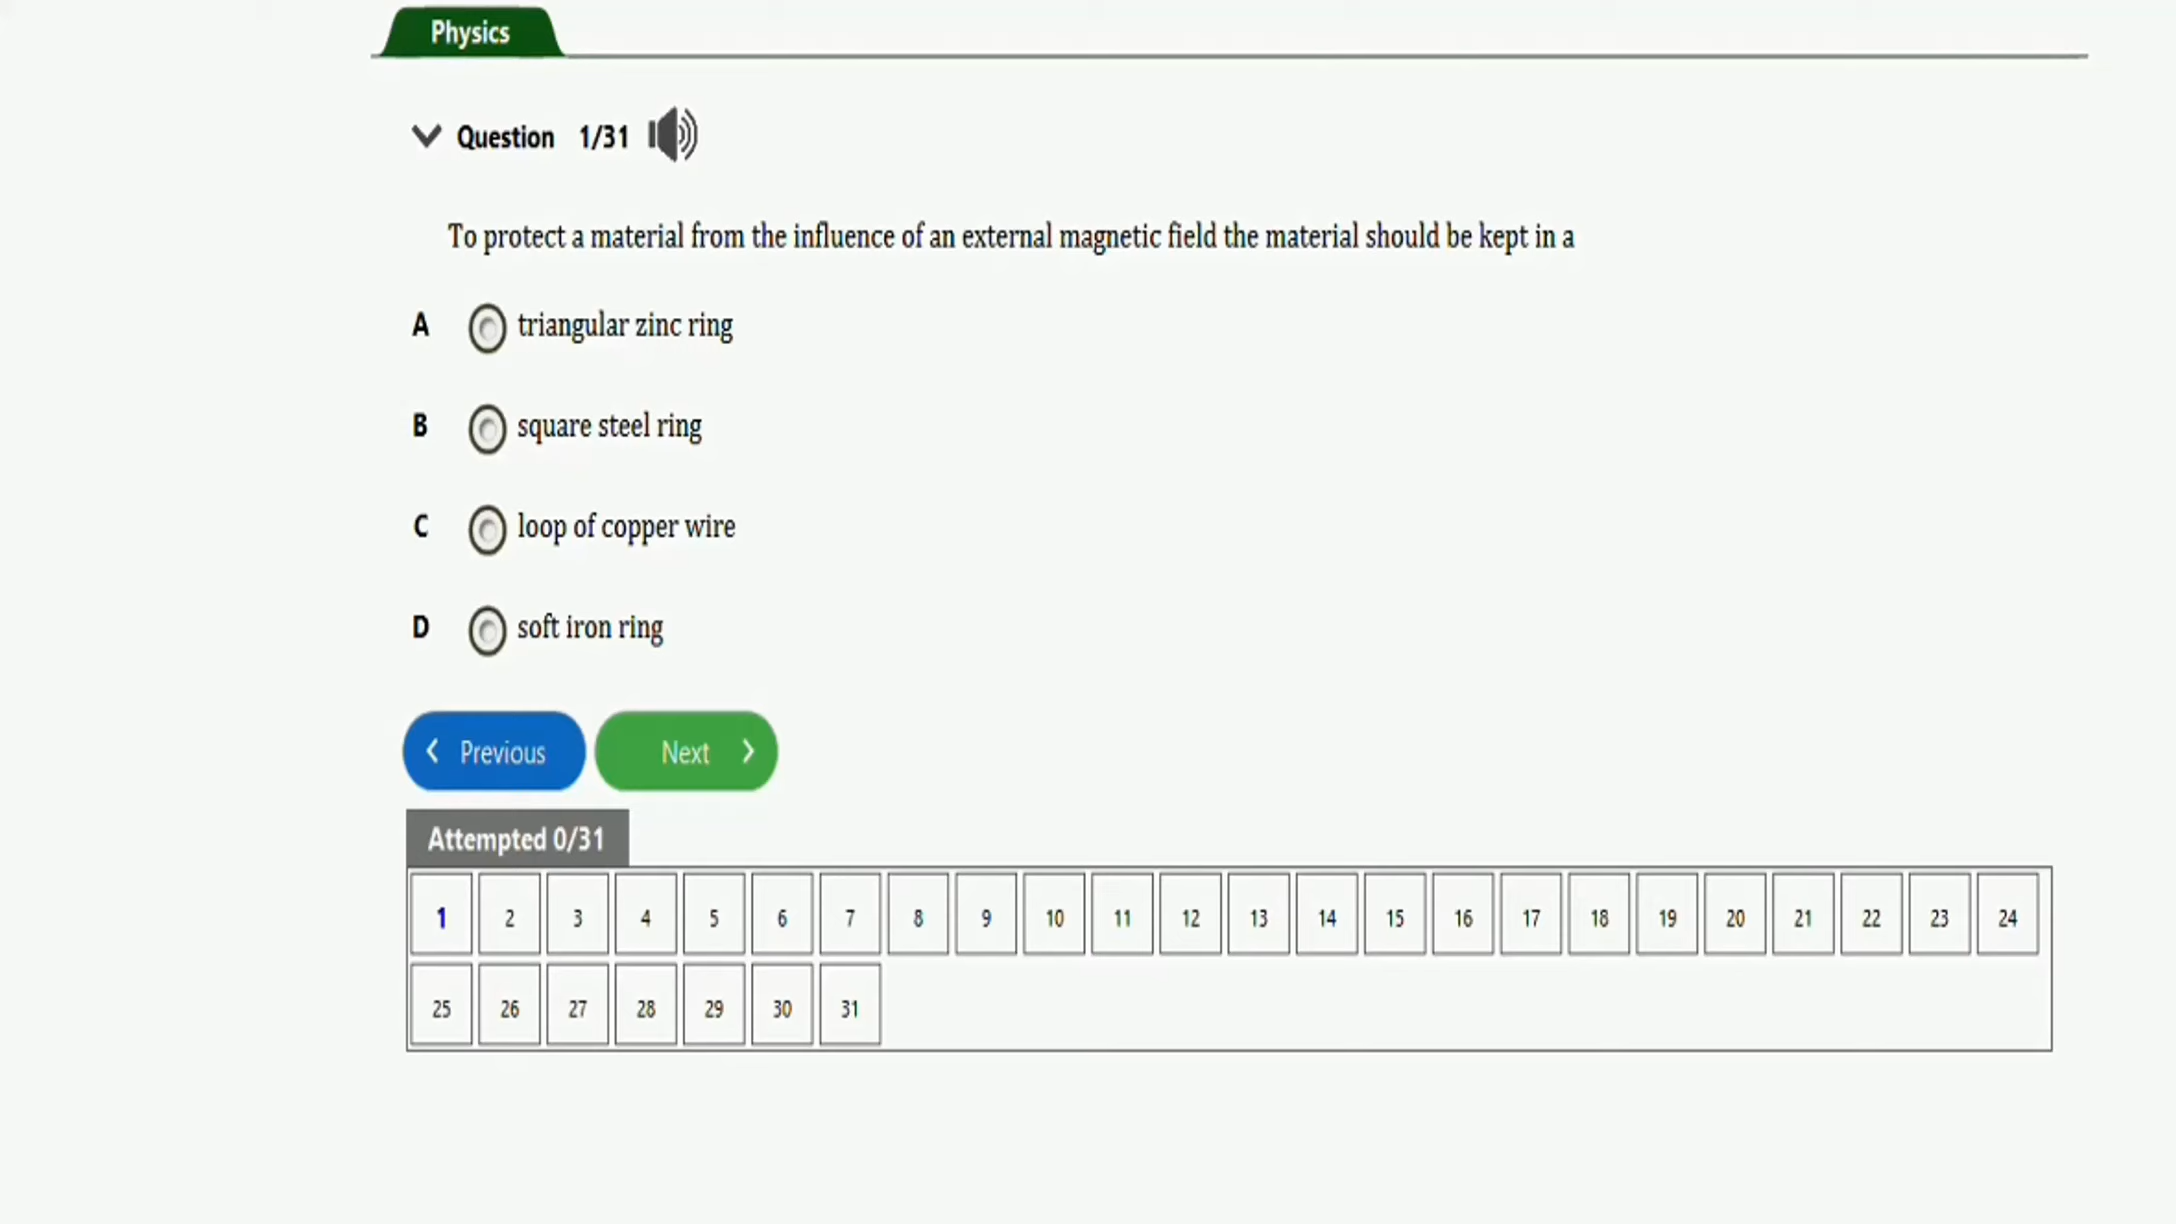 Physics
Question 1/31
To protect a material from the influence of an external magnetic field the material should be kept in a
A triangular zinc ring
B square steel ring
C loop of copper wire
D soft iron ring
Previous Next
Attempted 0/31
1 2 3 4 5 6 7 8 9 10 11 12 13 14 15 16 17 18 19 20 21 22 23 24
25 26 27 28 29 30 31